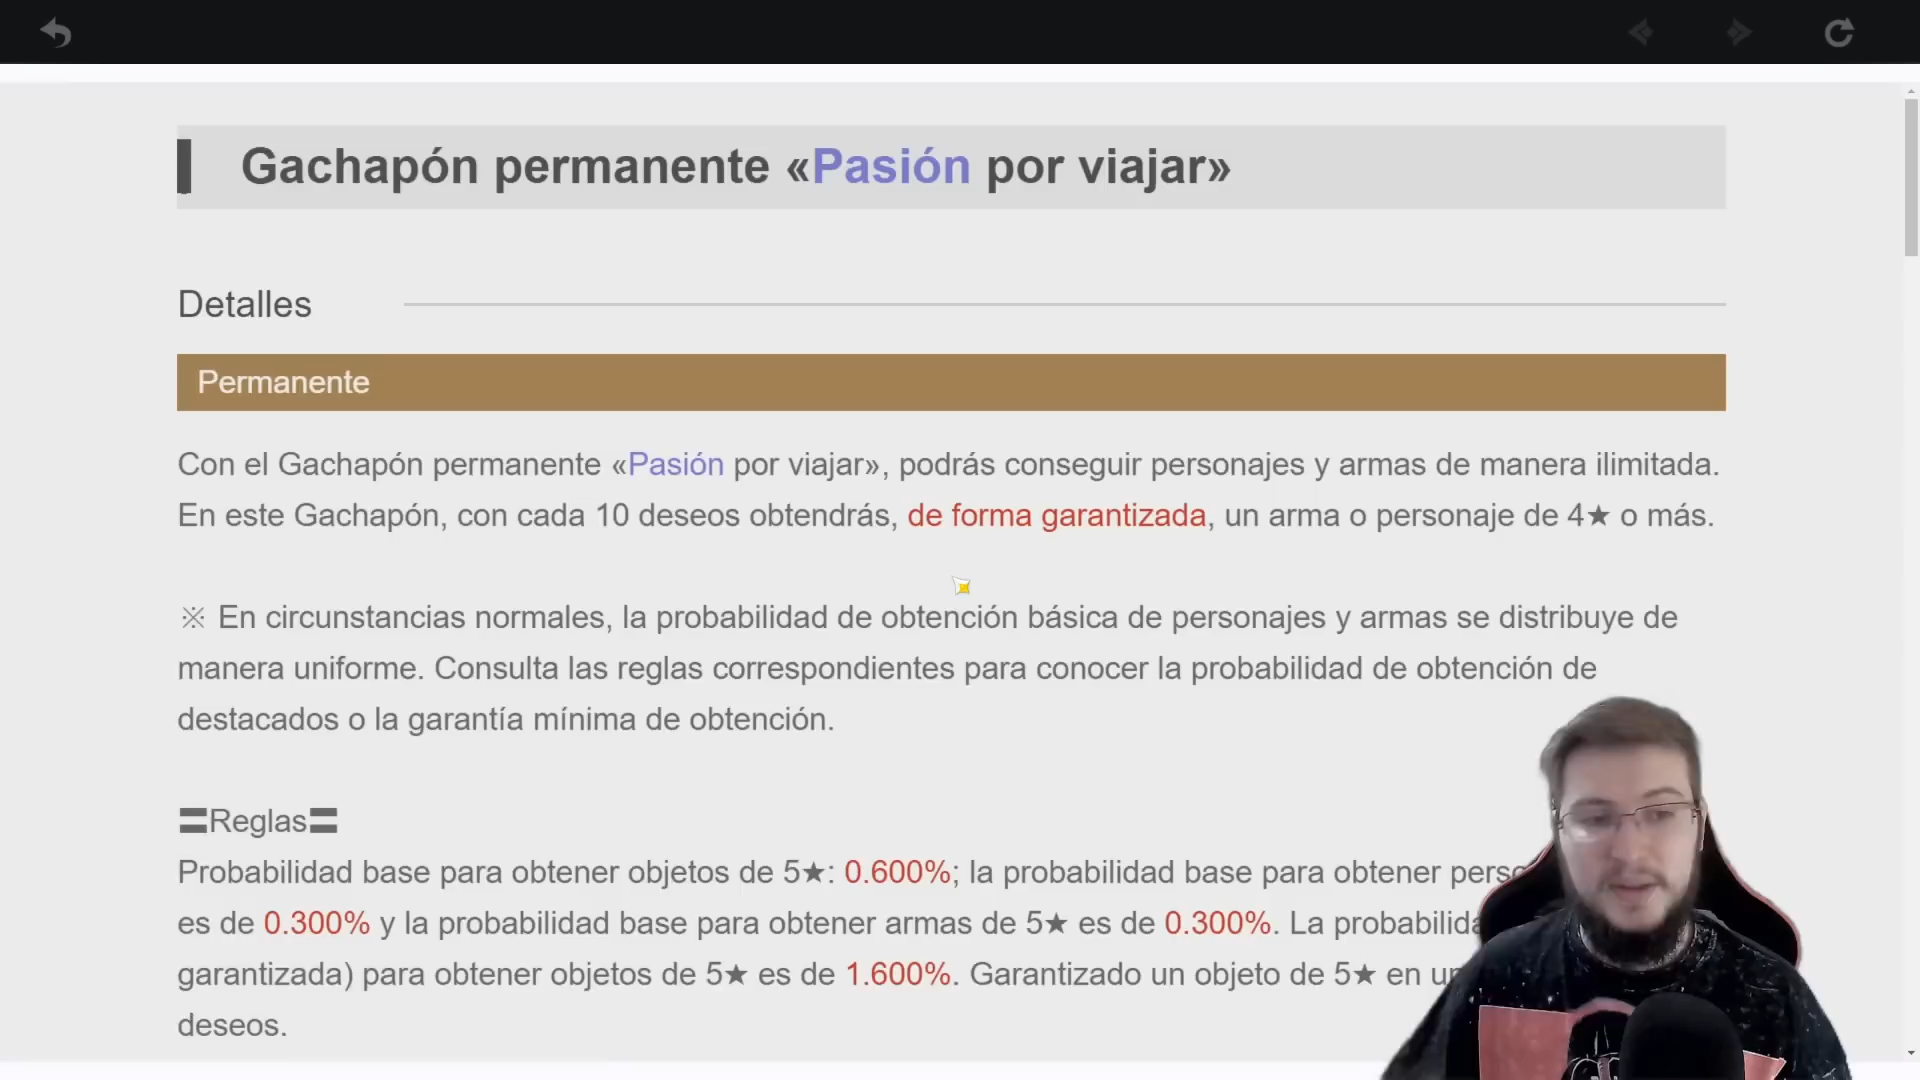 Gachapón permanente «Pasión por viajar»
Detalles
Permanente
Con el Gachapón permanente «Pasión por viajar», podrás conseguir personajes y armas de manera ilimitada.
En este Gachapón, con cada 10 deseos obtendrás, de forma garantizada, un arma o personaje de 4★ o más.
※ En circunstancias normales, la probabilidad de obtención básica de personajes y armas se distribuye de
manera uniforme. Consulta las reglas correspondientes para conocer la probabilidad de obtención de
destacados o la garantía mínima de obtención.
〓Reglas〓
Probabilidad base para obtener objetos de 5★: 0.600%; la probabilidad base para obtener
es de 0.300% y la probabilidad base para obtener armas de 5★ es de 0.300%. La
garantizada) para obtener objetos de 5★ es de 1.600%. Garantizado un objeto de 5★ en
deseos.